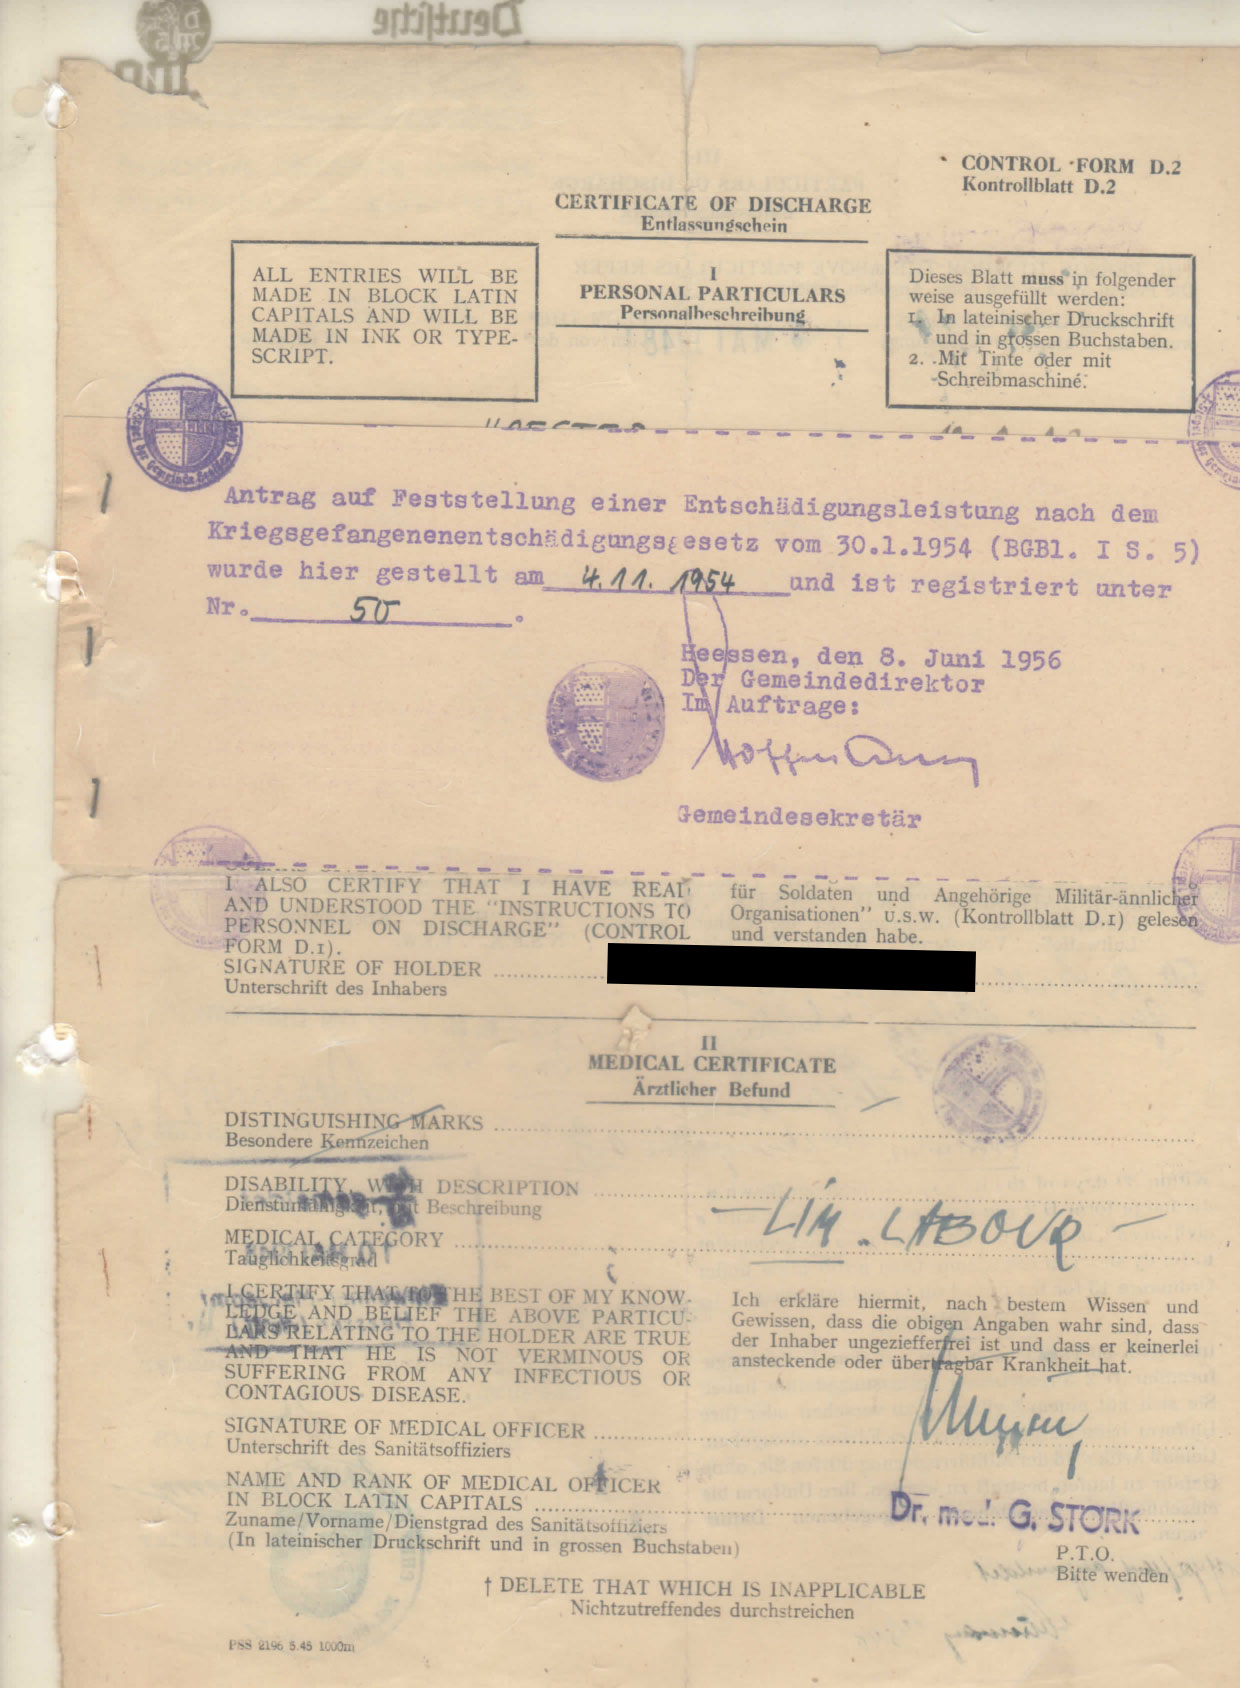 Deutsche
CONTROL FORM D.2
Kontrollblatt D.2
CERTIFICATE OF DISCHARGE
Entlassungschein
ALL ENTRIES WILL BE
MADE IN BLOCK LATIN
CAPITALS AND WILL BE
MADE IN INK OR TYPE-
SCRIPT.
I
PERSONAL PARTICULARS
Personalbeschreibung
Dieses Blatt muss in folgender
weise ausgefüllt werden:
1. In lateinischer Druckschrift
und in grossen Buchstaben.
2. Mit Tinte oder mit
Schreibmaschine.
Antrag auf Feststellung einer Entschädigungsleistung nach dem
Kriegsgefangenenentschädigungsgesetz vom 30.1.1954 (BGBl. I S. 5)
wurde hier gestellt am 4.11. 1954 und ist registriert unter
Nr. 50.
Heessen, den 8. Juni 1956
Der Gemeindedirektor
Im Auftrage:
Gemeindesekretär
I ALSO CERTIFY THAT I HAVE READ
AND UNDERSTOOD THE "INSTRUCTIONS TO
PERSONNEL ON DISCHARGE" (CONTROL
FORM D.1).
für Soldaten und Angehörige Militär-ännlicher
Organisationen" u.s.w. (Kontrollblatt D.1) gelesen
und verstanden habe.
SIGNATURE OF HOLDER
Unterschrift des Inhabers
II
MEDICAL CERTIFICATE
Ärztlicher Befund
DISTINGUISHING MARKS
Besondere Kennzeichen
DISABILITY, WITH DESCRIPTION
Dienstunfähigkeit, mit Beschreibung
MEDICAL CATEGORY
Tauglichkeitsgrad
— LIM. LABOUR —
I CERTIFY THAT TO THE BEST OF MY KNOW-
LEDGE AND BELIEF THE ABOVE PARTICU-
LARS RELATING TO THE HOLDER ARE TRUE
AND THAT HE IS NOT VERMINOUS OR
SUFFERING FROM ANY INFECTIOUS OR
CONTAGIOUS DISEASE.
Ich erkläre hiermit, nach bestem Wissen und
Gewissen, dass die obigen Angaben wahr sind, dass
der Inhaber ungeziefferfrei ist und dass er keinerlei
ansteckende oder übertragbar Krankheit hat.
SIGNATURE OF MEDICAL OFFICER
Unterschrift des Sanitätsoffiziers
NAME AND RANK OF MEDICAL OFFICER
IN BLOCK LATIN CAPITALS
Zuname/Vorname/Dienstgrad des Sanitätsoffiziers
(In lateinischer Druckschrift und in grossen Buchstaben)
Dr. med. G. STÖRK
P.T.O.
Bitte wenden
† DELETE THAT WHICH IS INAPPLICABLE
Nichtzutreffendes durchstreichen
PSS 2196 5.45 1000m